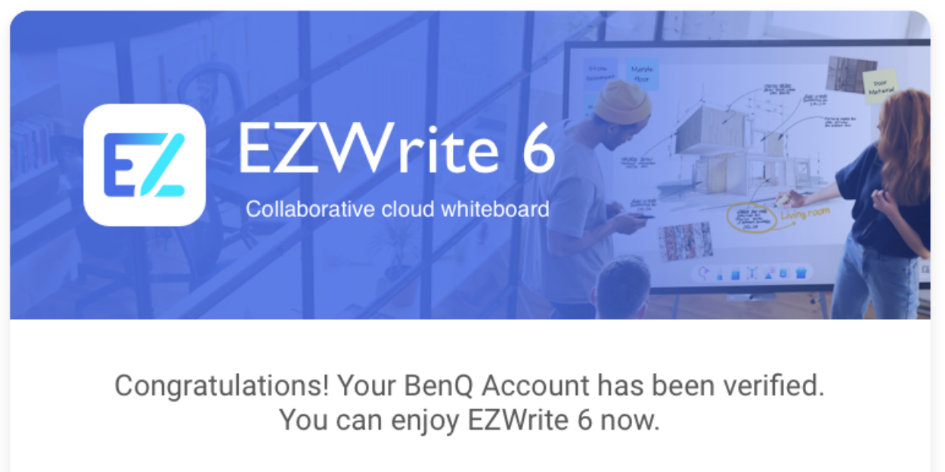 EZ
EZWrite 6
Collaborative cloud whiteboard
Living room
Congratulations! Your BenQ Account has been verified.
You can enjoy EZWrite 6 now.